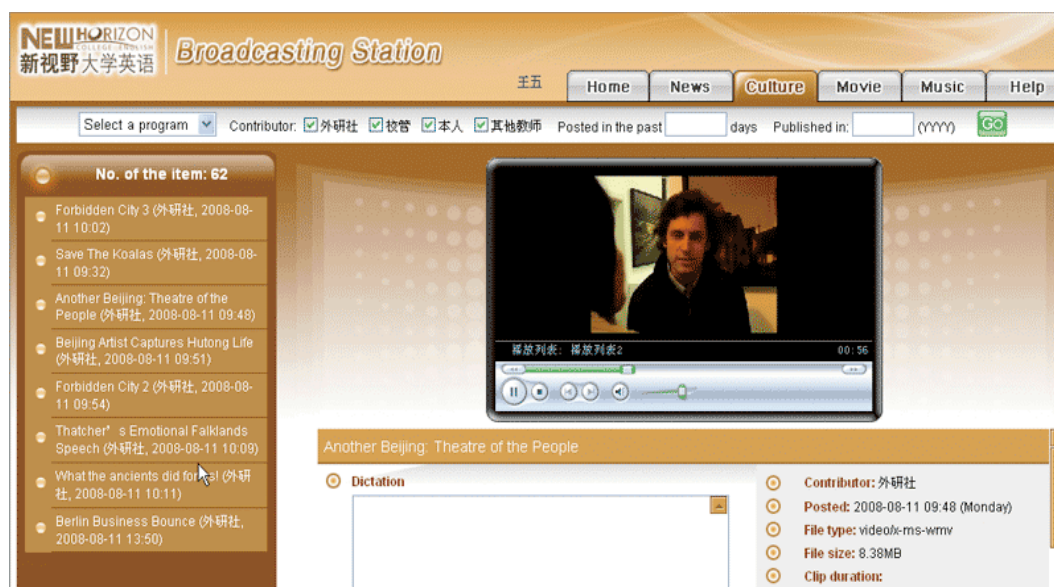 NEW HORIZON
COLLEGE ENGLISH
新视野大学英语
Broadcasting Station
王五
Home News Culture Movie Music Help
Select a program Contributor: 外研社 校管 本人 其他教师 Posted in the past days Published in: (YYYY) GO
No. of the item: 62
Forbidden City 3 (外研社, 2008-08-
11 10:02)
Save The Koalas (外研社, 2008-08-
11 09:32)
Another Beijing: Theatre of the
People (外研社, 2008-08-11 09:48)
Beijing Artist Captures Hutong Life
(外研社, 2008-08-11 09:51)
Forbidden City 2 (外研社, 2008-08-
11 09:54)
Thatcher’s Emotional Falklands
Speech (外研社, 2008-08-11 10:09)
What the ancients did for us! (外研
社, 2008-08-11 10:11)
Berlin Business Bounce (外研社,
2008-08-11 13:50)
播放列表: 播放列表2 00:56
Another Beijing: Theatre of the People
Dictation
Contributor: 外研社
Posted: 2008-08-11 09:48 (Monday)
File type: video/x-ms-wmv
File size: 8.38MB
Clip duration: